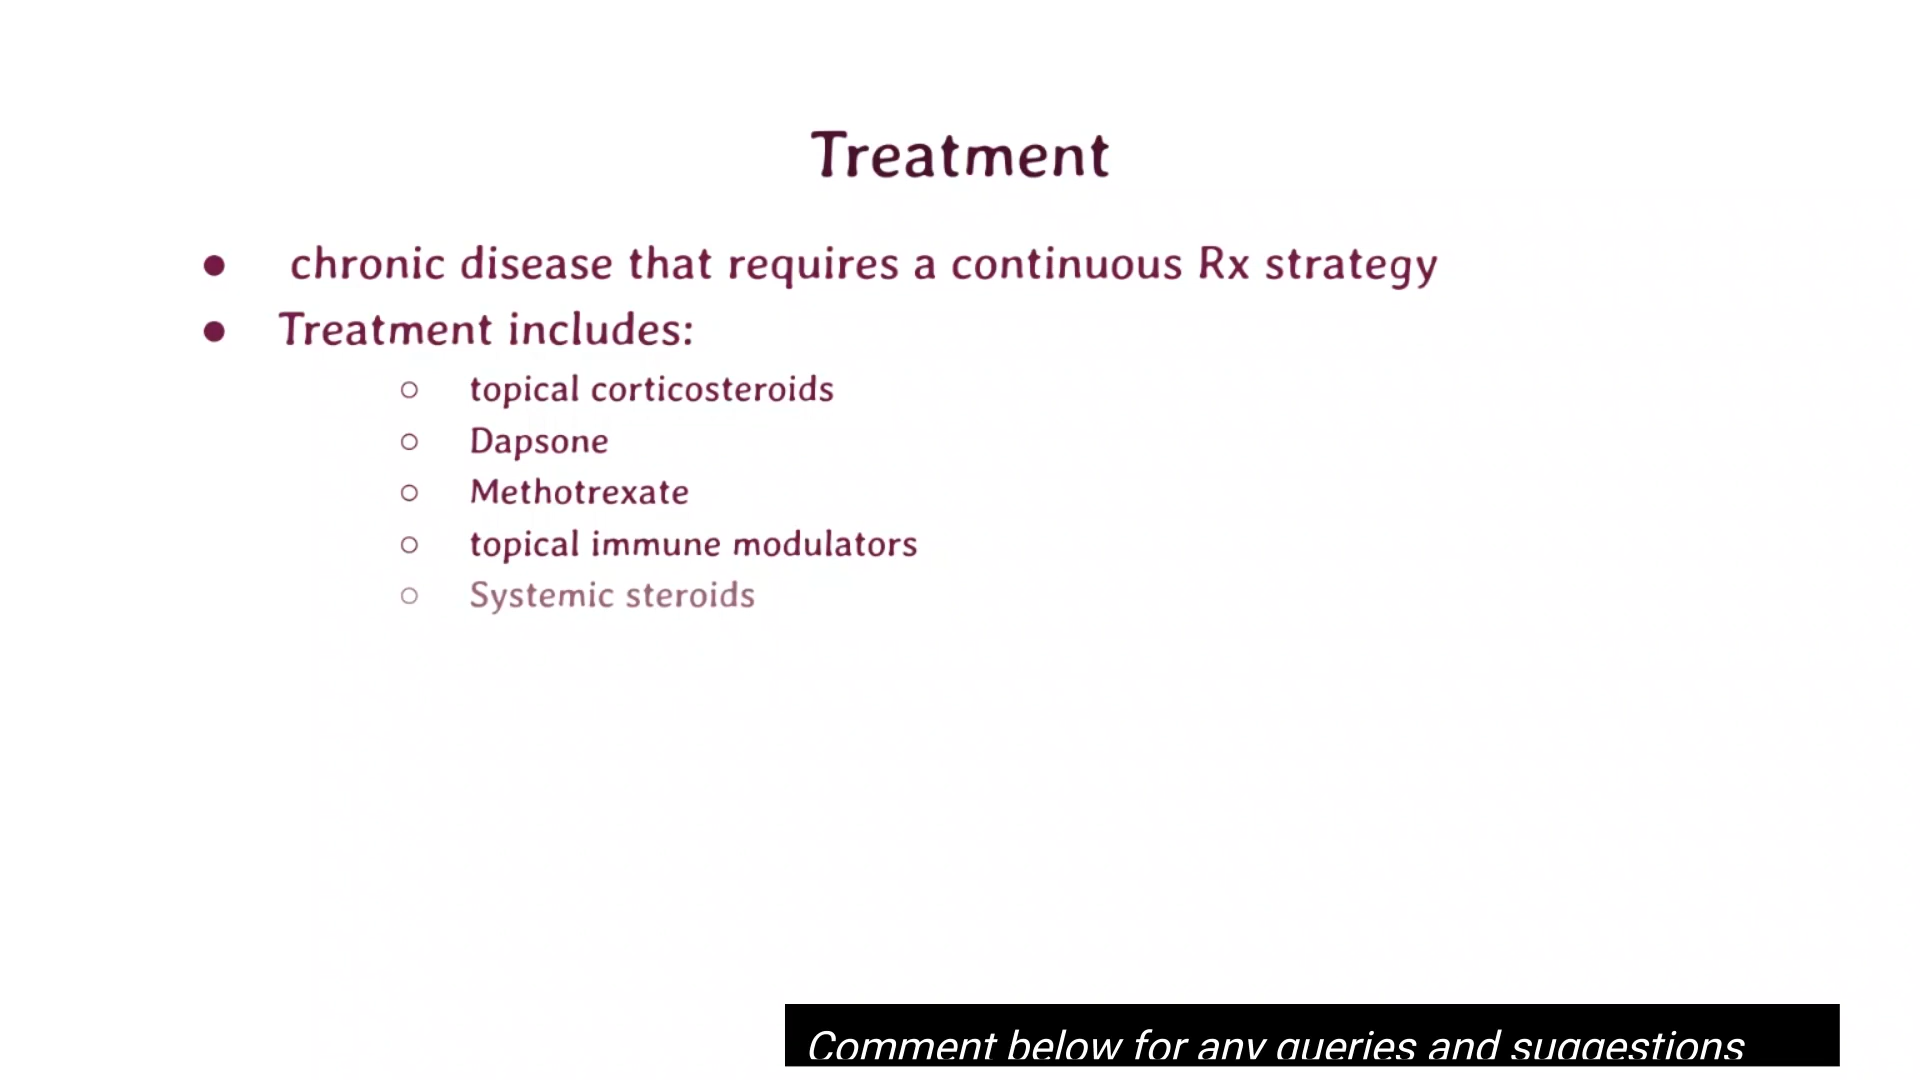 Treatment
● chronic disease that requires a continuous Rx strategy
● Treatment includes:
○ topical corticosteroids
○ Dapsone
○ Methotrexate
○ topical immune modulators
○ Systemic steroids
Comment below for any queries and suggestions